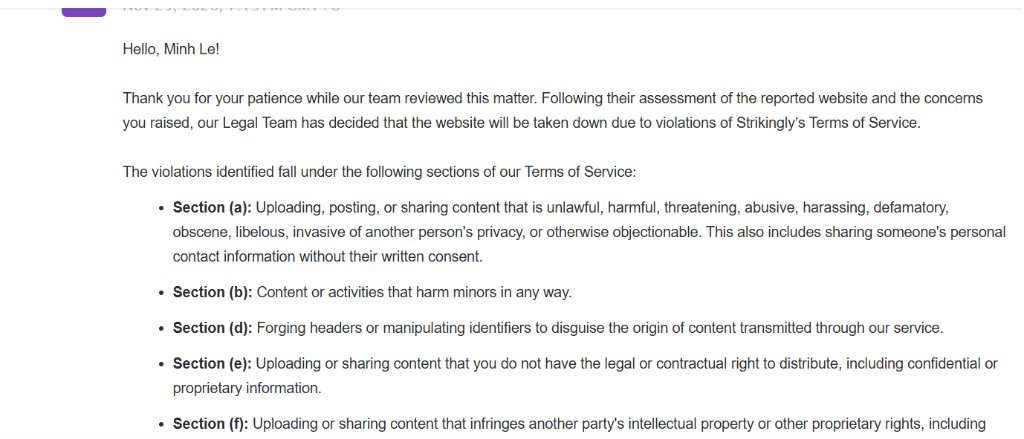 Hello, Minh Le!
Thank you for your patience while our team reviewed this matter. Following their assessment of the reported website and the concerns
you raised, our Legal Team has decided that the website will be taken down due to violations of Strikingly's Terms of Service.
The violations identified fall under the following sections of our Terms of Service:
• Section (a): Uploading, posting, or sharing content that is unlawful, harmful, threatening, abusive, harassing, defamatory,
obscene, libelous, invasive of another person's privacy, or otherwise objectionable. This also includes sharing someone's personal
contact information without their written consent.
• Section (b): Content or activities that harm minors in any way.
• Section (d): Forging headers or manipulating identifiers to disguise the origin of content transmitted through our service.
• Section (e): Uploading or sharing content that you do not have the legal or contractual right to distribute, including confidential or
proprietary information.
• Section (f): Uploading or sharing content that infringes another party's intellectual property or other proprietary rights, including